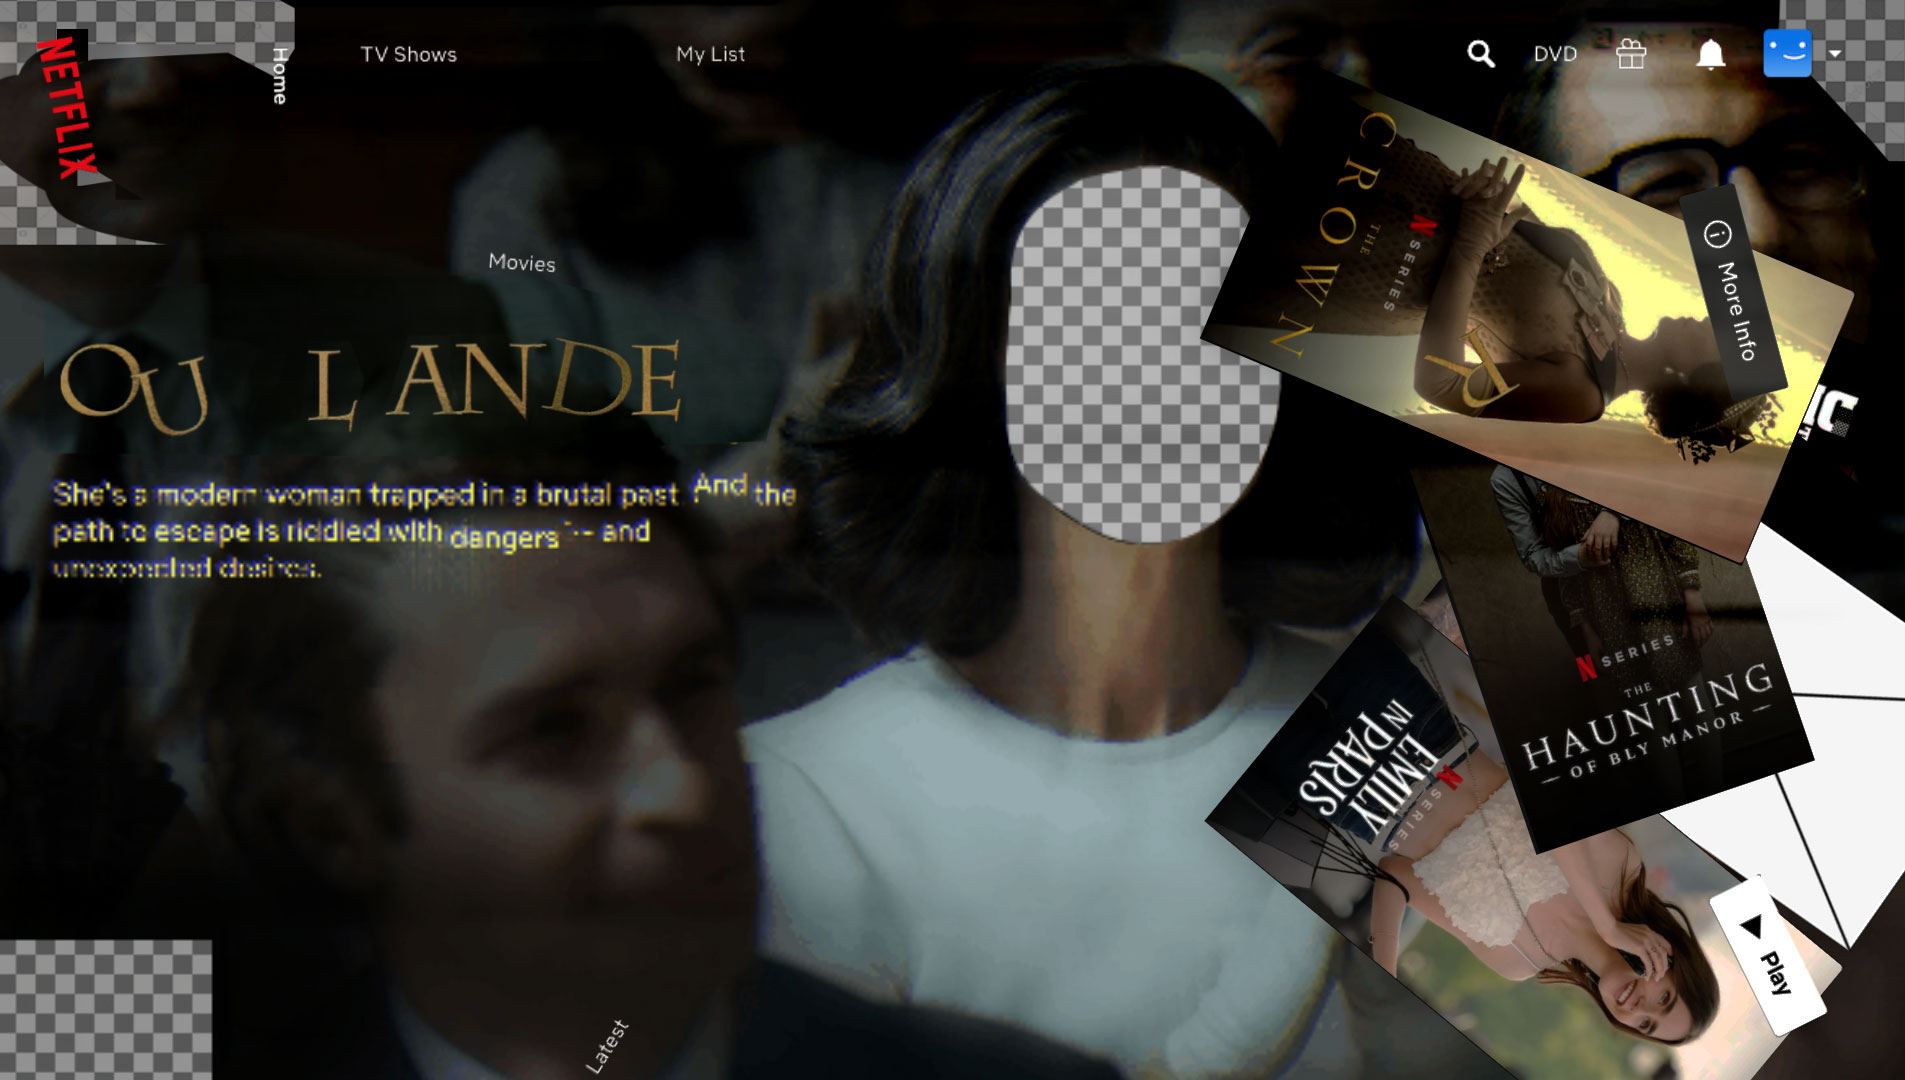 NETFLIX
Home
TV Shows
My List
DVD
Movies
OU LANDE
She's a modern woman trapped in a brutal past. And the
path to escape is riddled with dangers -- and
unexpected desires.
CROWN
THE
N SERIES
R
More Info
N SERIES
THE
HAUNTING
OF BLY MANOR
EMILY
IN PARIS
N SERIES
Play
Latest